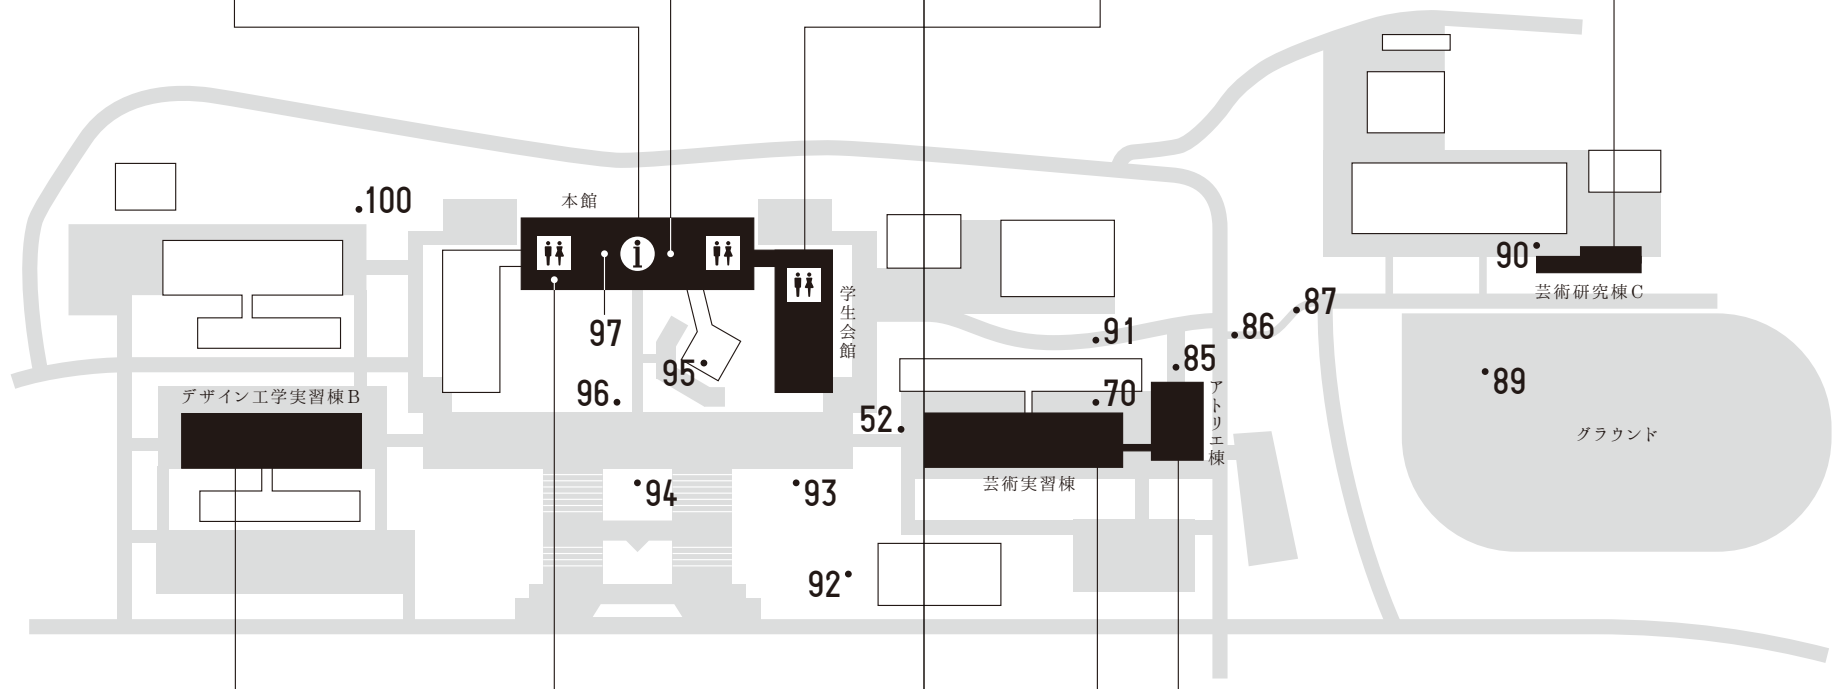 .100
本館
i
90
芸術研究棟C
学生会館
.87
.86
97
.91
.85
95
96.
デザイン工学実習棟B
.70
アトリエ棟
89
52.
グラウンド
芸術実習棟
94
93
92